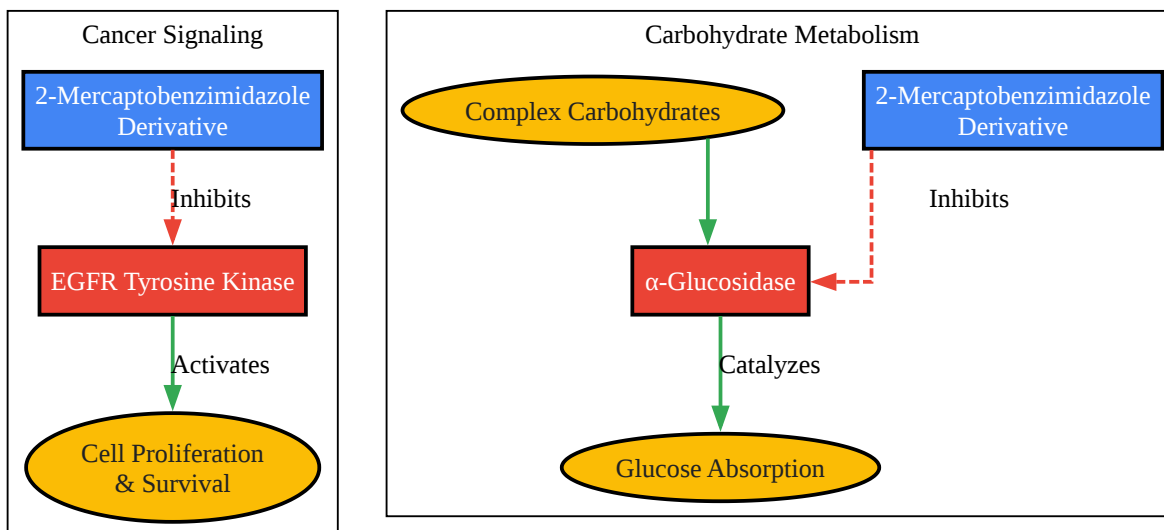 Cancer Signaling
2-Mercaptobenzimidazole
Derivative
Inhibits
EGFR Tyrosine Kinase
Activates
Cell Proliferation
& Survival
Carbohydrate Metabolism
Complex Carbohydrates
2-Mercaptobenzimidazole
Derivative
Inhibits
α-Glucosidase
Catalyzes
Glucose Absorption